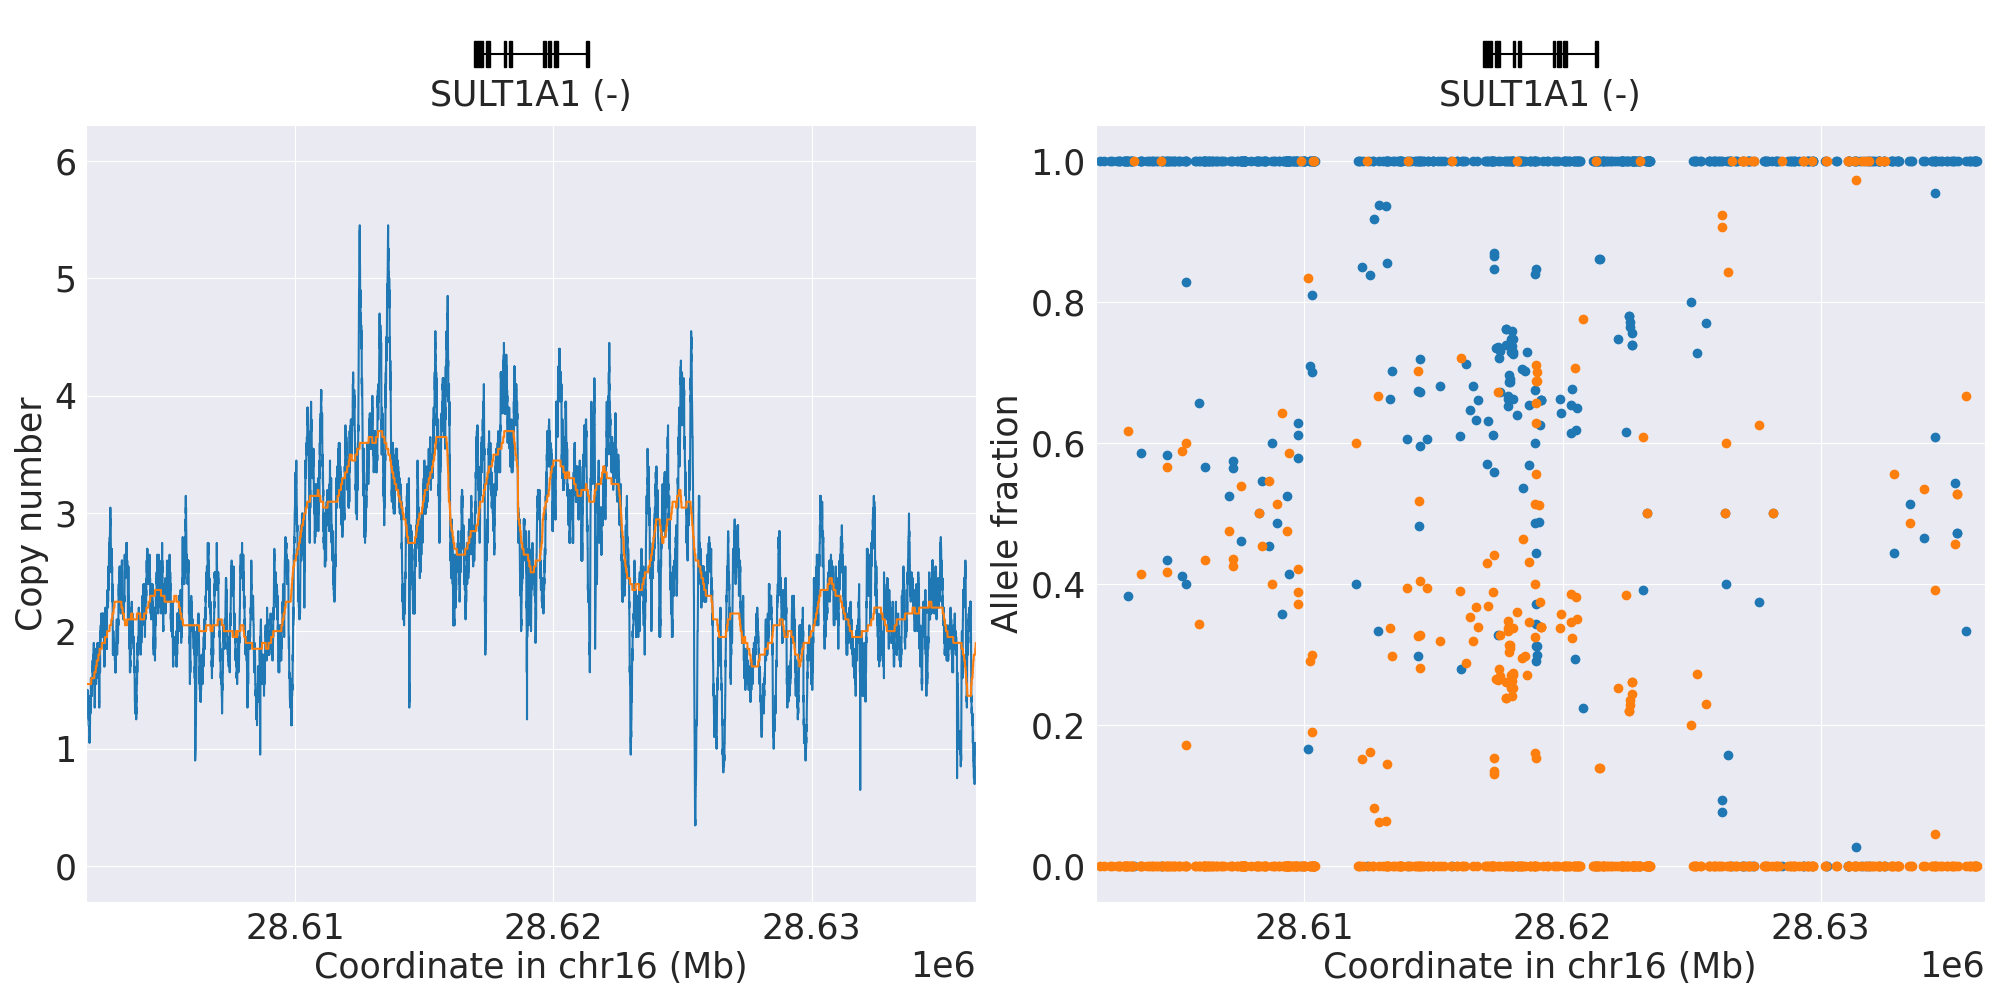 SULT1A1 (-)
SULT1A1 (-)
Copy number
6
5
4
3
2
1
0
28.61
28.62
28.63
Coordinate in chr16 (Mb)
1e6
Allele fraction
1.0
0.8
0.6
0.4
0.2
0.0
28.61
28.62
28.63
Coordinate in chr16 (Mb)
1e6